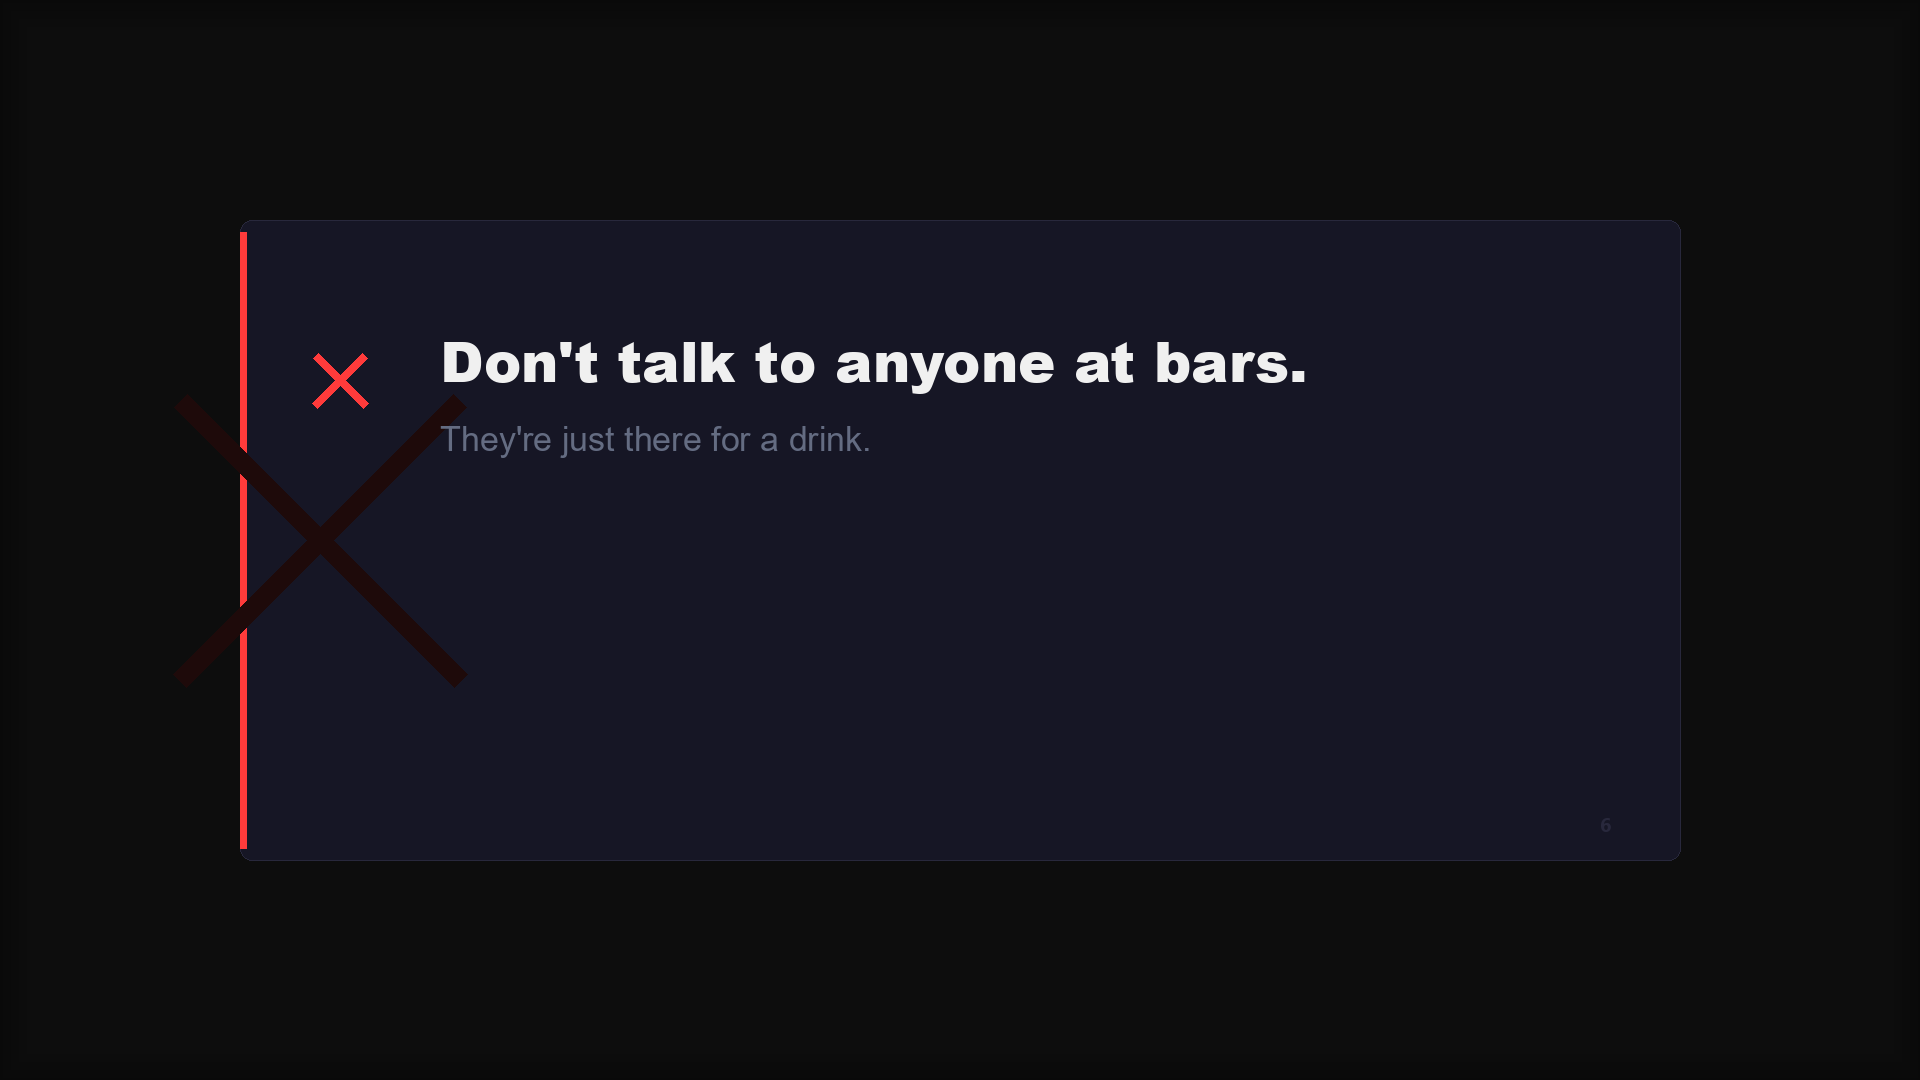 Don't talk to anyone at bars.
They're just there for a drink.
6